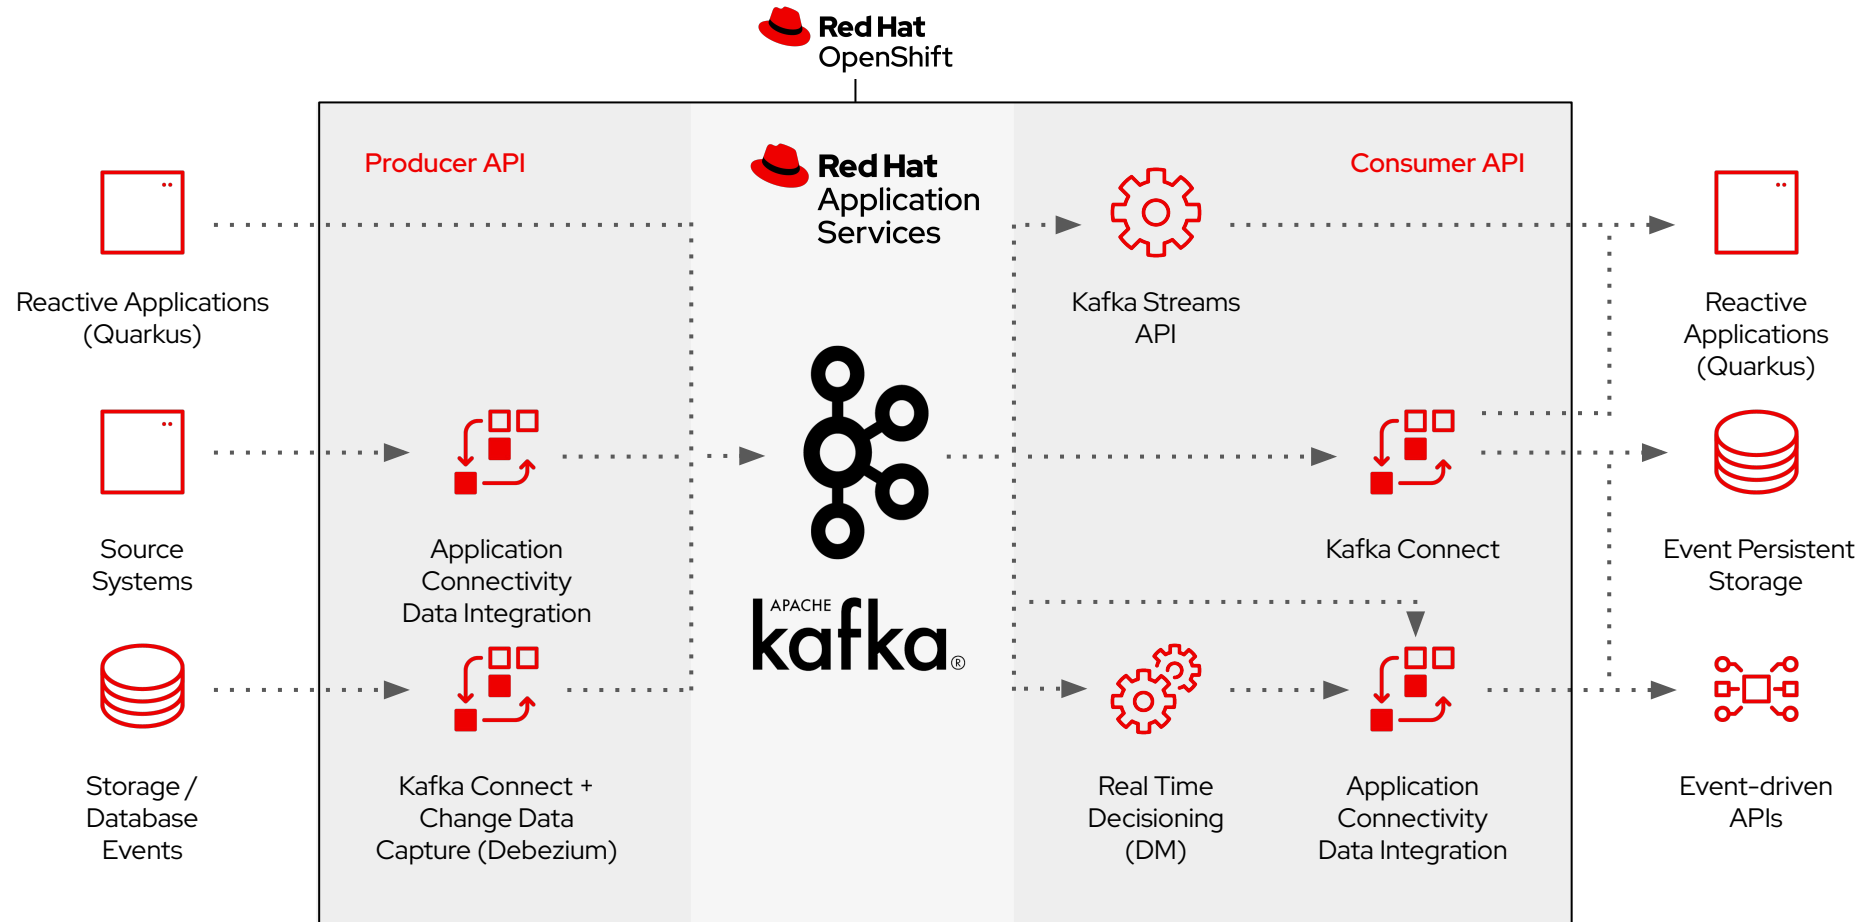 Red Hat
OpenShift
Producer API
Red Hat
Application
Services
Consumer API
Reactive Applications
(Quarkus)
Kafka Streams
API
Reactive
Applications
(Quarkus)
Source
Systems
Application
Connectivity
Data Integration
APACHE
kafka®
Kafka Connect
Event Persistent
Storage
Storage /
Database
Events
Kafka Connect +
Change Data
Capture (Debezium)
Real Time
Decisioning
(DM)
Application
Connectivity
Data Integration
Event-driven
APIs